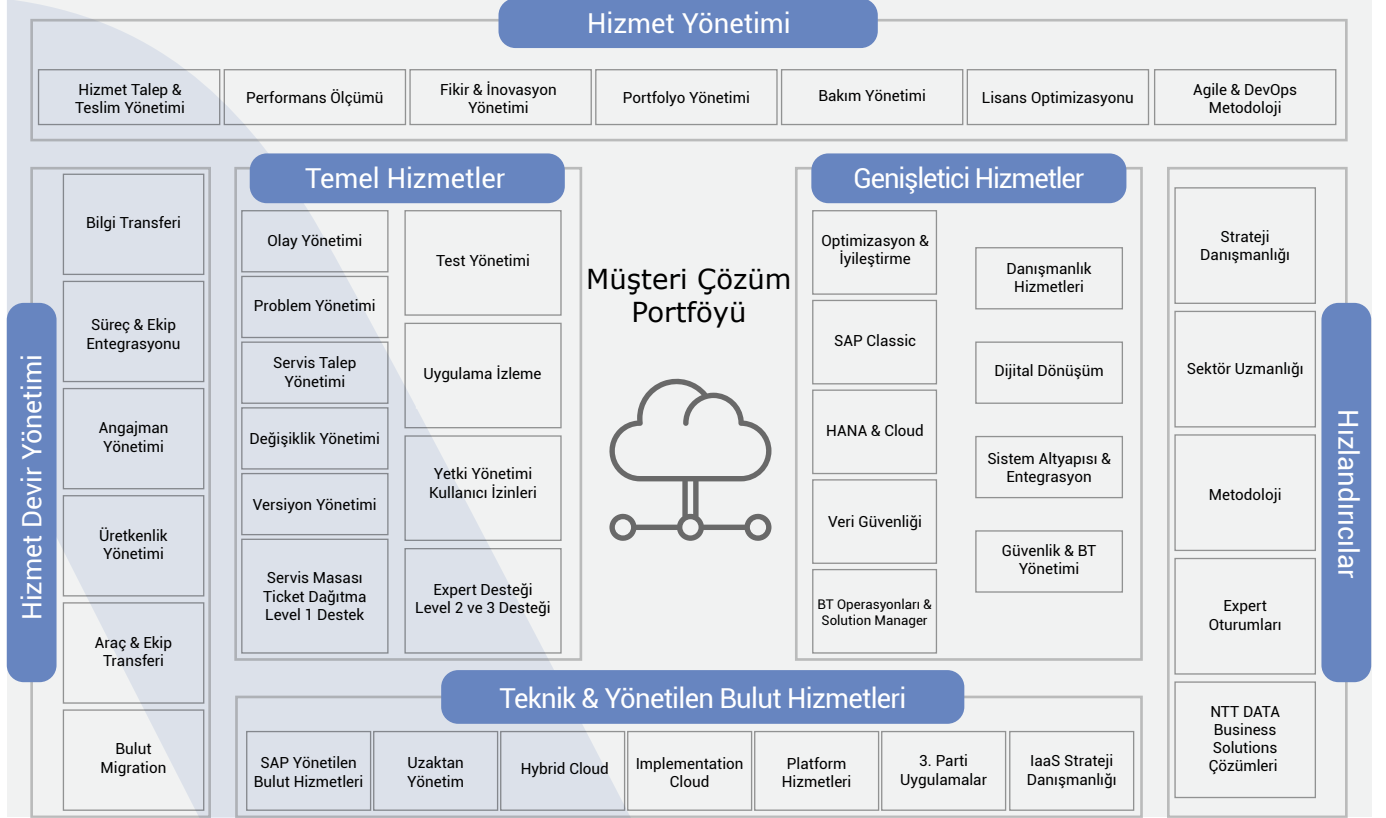 Hizmet Yönetimi
Hizmet Talep &
Teslim Yönetimi
Performans Ölçümü
Fikir & İnovasyon
Yönetimi
Portfolyo Yönetimi
Bakım Yönetimi
Lisans Optimizasyonu
Agile & DevOps
Metodoloji
Hizmet Devir Yönetimi
Bilgi Transferi
Süreç & Ekip
Entegrasyonu
Angajman
Yönetimi
Üretkenlik
Yönetimi
Araç & Ekip
Transferi
Bulut
Migration
Temel Hizmetler
Olay Yönetimi
Problem Yönetimi
Servis Talep
Yönetimi
Değişiklik Yönetimi
Versiyon Yönetimi
Servis Masası
Ticket Dağıtma
Level 1 Destek
Test Yönetimi
Uygulama İzleme
Yetki Yönetimi
Kullanıcı İzinleri
Expert Desteği
Level 2 ve 3 Desteği
Müşteri Çözüm
Portföyü
Genişletici Hizmetler
Optimizasyon &
İyileştirme
SAP Classic
HANA & Cloud
Veri Güvenliği
BT Operasyonları &
Solution Manager
Danışmanlık
Hizmetleri
Dijital Dönüşüm
Sistem Altyapısı &
Entegrasyon
Güvenlik & BT
Yönetimi
Hızlandırıcılar
Strateji
Danışmanlığı
Sektör Uzmanlığı
Metodoloji
Expert
Oturumları
NTT DATA
Business
Solutions
Çözümleri
Teknik & Yönetilen Bulut Hizmetleri
SAP Yönetilen
Bulut Hizmetleri
Uzaktan
Yönetim
Hybrid Cloud
Implementation
Cloud
Platform
Hizmetleri
3. Parti
Uygulamalar
IaaS Strateji
Danışmanlığı